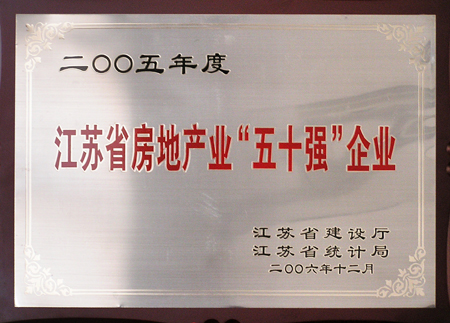 二〇〇五年度
江苏省房地产业“五十强”企业
江苏省建设厅
江苏省统计局
二〇〇六年十二月